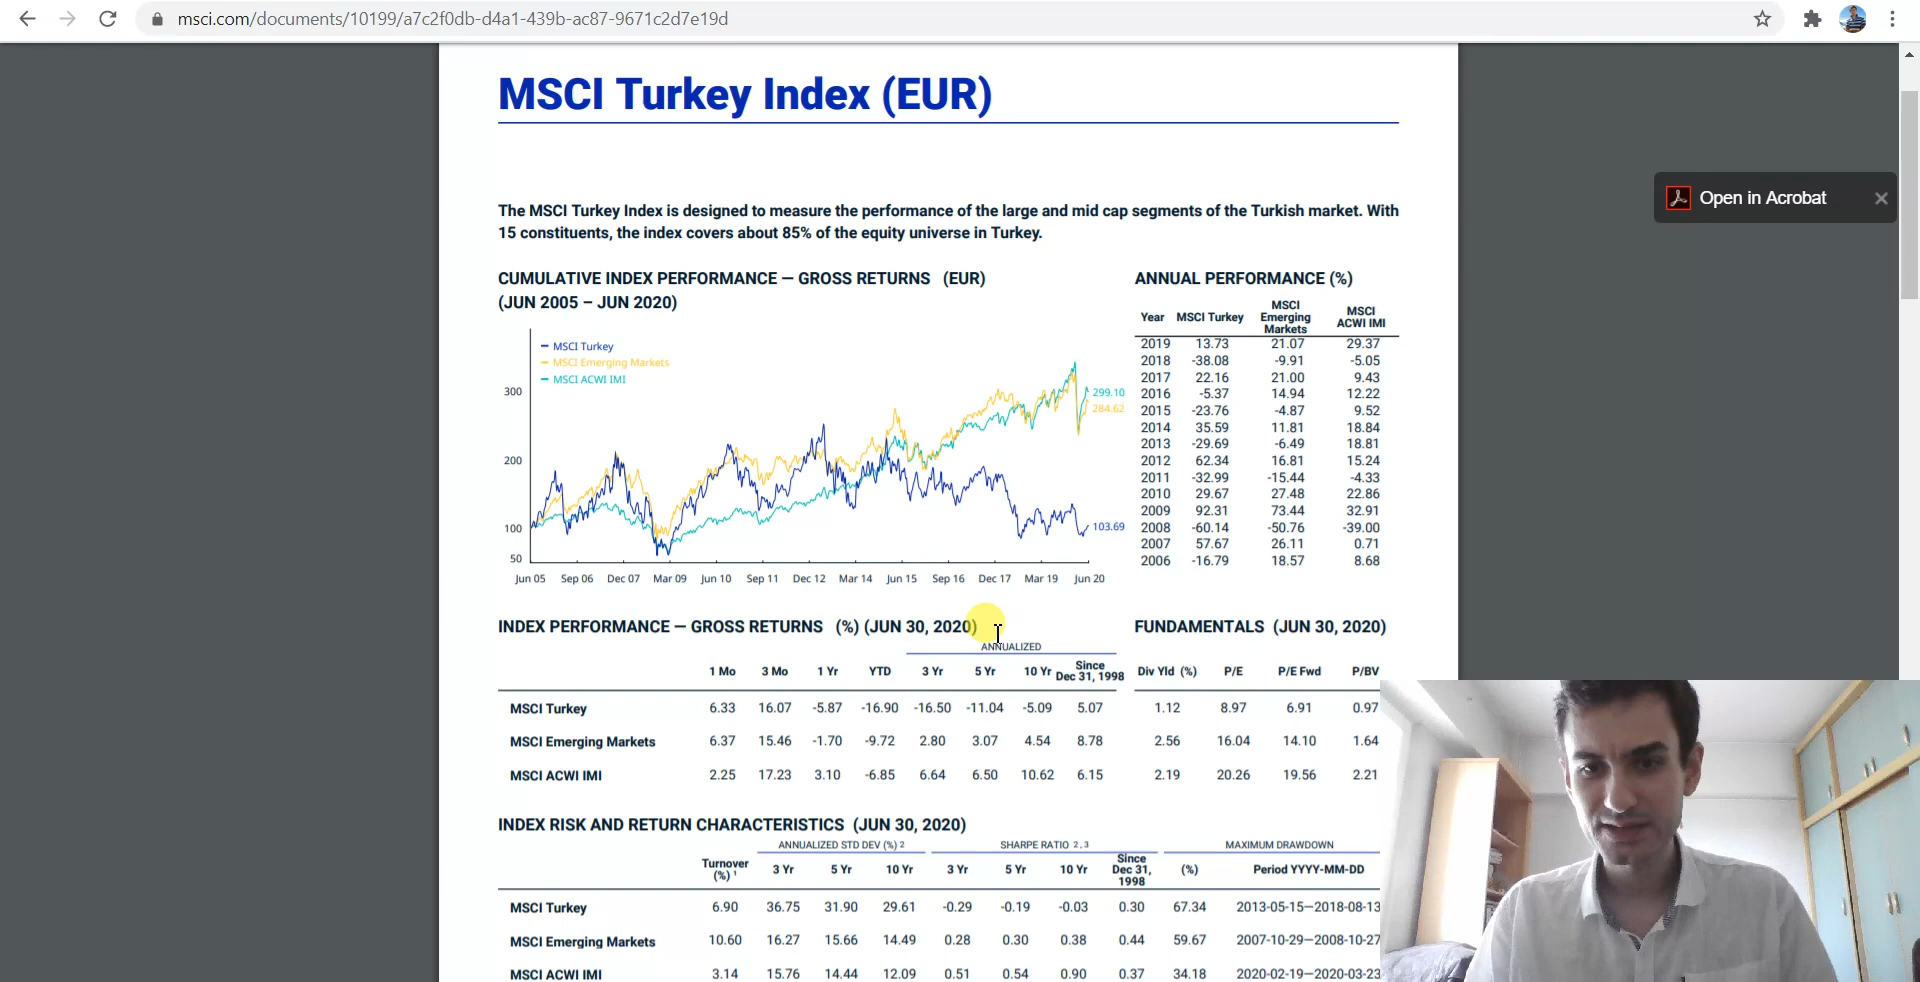 msci.com/documents/10199/a7c2f0db-d4a1-439b-ac87-9671c2d7e19d
MSCI Turkey Index (EUR)
Open in Acrobat
The MSCI Turkey Index is designed to measure the performance of the large and mid cap segments of the Turkish market. With
15 constituents, the index covers about 85% of the equity universe in Turkey.
CUMULATIVE INDEX PERFORMANCE — GROSS RETURNS (EUR)
(JUN 2005 – JUN 2020)
MSCI Turkey
MSCI Emerging Markets
MSCI ACWI IMI
300
200
100
50
299.10
284.62
103.69
Jun 05 Sep 06 Dec 07 Mar 09 Jun 10 Sep 11 Dec 12 Mar 14 Jun 15 Sep 16 Dec 17 Mar 19 Jun 20
ANNUAL PERFORMANCE (%)
Year MSCI Turkey MSCI Emerging Markets MSCI ACWI IMI
2019 13.73 21.07 29.37
2018 -38.08 -9.91 -5.05
2017 22.16 21.00 9.43
2016 -5.37 14.94 12.22
2015 -23.76 -4.87 9.52
2014 35.59 11.81 18.84
2013 -29.69 -6.49 18.81
2012 62.34 16.81 15.24
2011 -32.99 -15.44 -4.33
2010 29.67 27.48 22.86
2009 92.31 73.44 32.91
2008 -60.14 -50.76 -39.00
2007 57.67 26.11 0.71
2006 -16.79 18.57 8.68
INDEX PERFORMANCE — GROSS RETURNS (%) (JUN 30, 2020)
ANNUALIZED
1 Mo 3 Mo 1 Yr YTD 3 Yr 5 Yr 10 Yr Since Dec 31, 1998
MSCI Turkey 6.33 16.07 -5.87 -16.90 -16.50 -11.04 -5.09 5.07
MSCI Emerging Markets 6.37 15.46 -1.70 -9.72 2.80 3.07 4.54 8.78
MSCI ACWI IMI 2.25 17.23 3.10 -6.85 6.64 6.50 10.62 6.15
FUNDAMENTALS (JUN 30, 2020)
Div Yld (%) P/E P/E Fwd P/BV
1.12 8.97 6.91 0.97
2.56 16.04 14.10 1.64
2.19 20.26 19.56 2.21
INDEX RISK AND RETURN CHARACTERISTICS (JUN 30, 2020)
ANNUALIZED STD DEV (%) 2 SHARPE RATIO 2, 3 MAXIMUM DRAWDOWN
Turnover (%) 1 3 Yr 5 Yr 10 Yr 3 Yr 5 Yr 10 Yr Since Dec 31, 1998 (%) Period YYYY-MM-DD
MSCI Turkey 6.90 36.75 31.90 29.61 -0.29 -0.19 -0.03 0.30 67.34 2013-05-15—2018-08-13
MSCI Emerging Markets 10.60 16.27 15.66 14.49 0.28 0.30 0.38 0.44 59.67 2007-10-29—2008-10-27
MSCI ACWI IMI 3.14 15.76 14.44 12.09 0.51 0.54 0.90 0.37 34.18 2020-02-19—2020-03-23